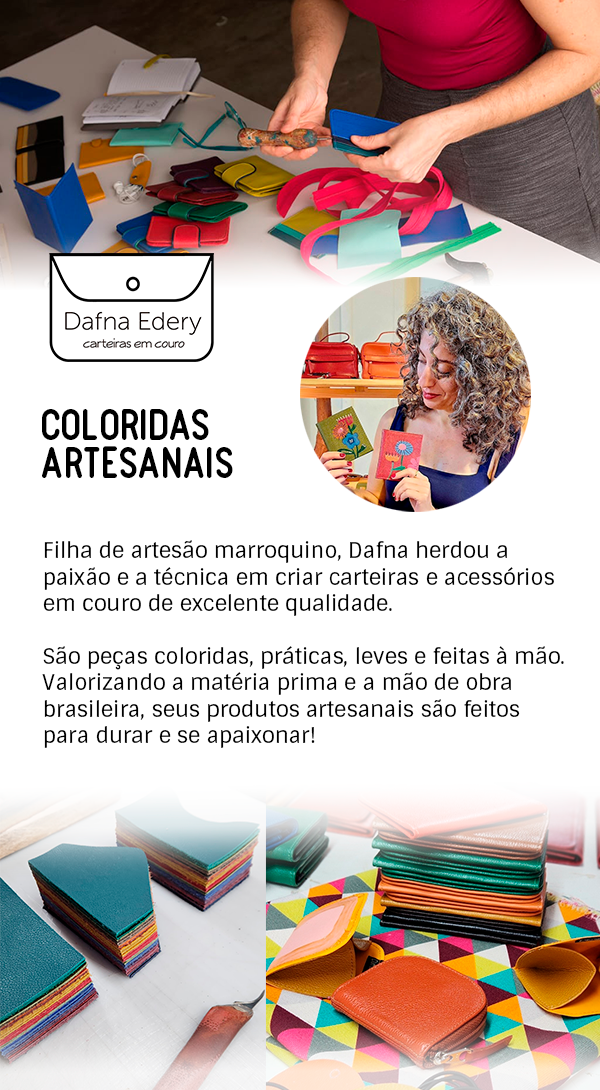 Dafna Edery
carteiras em couro
COLORIDAS
ARTESANAIS
Filha de artesão marroquino, Dafna herdou a
paixão e a técnica em criar carteiras e acessórios
em couro de excelente qualidade.
São peças coloridas, práticas, leves e feitas à mão.
Valorizando a matéria prima e a mão de obra
brasileira, seus produtos artesanais são feitos
para durar e se apaixonar!